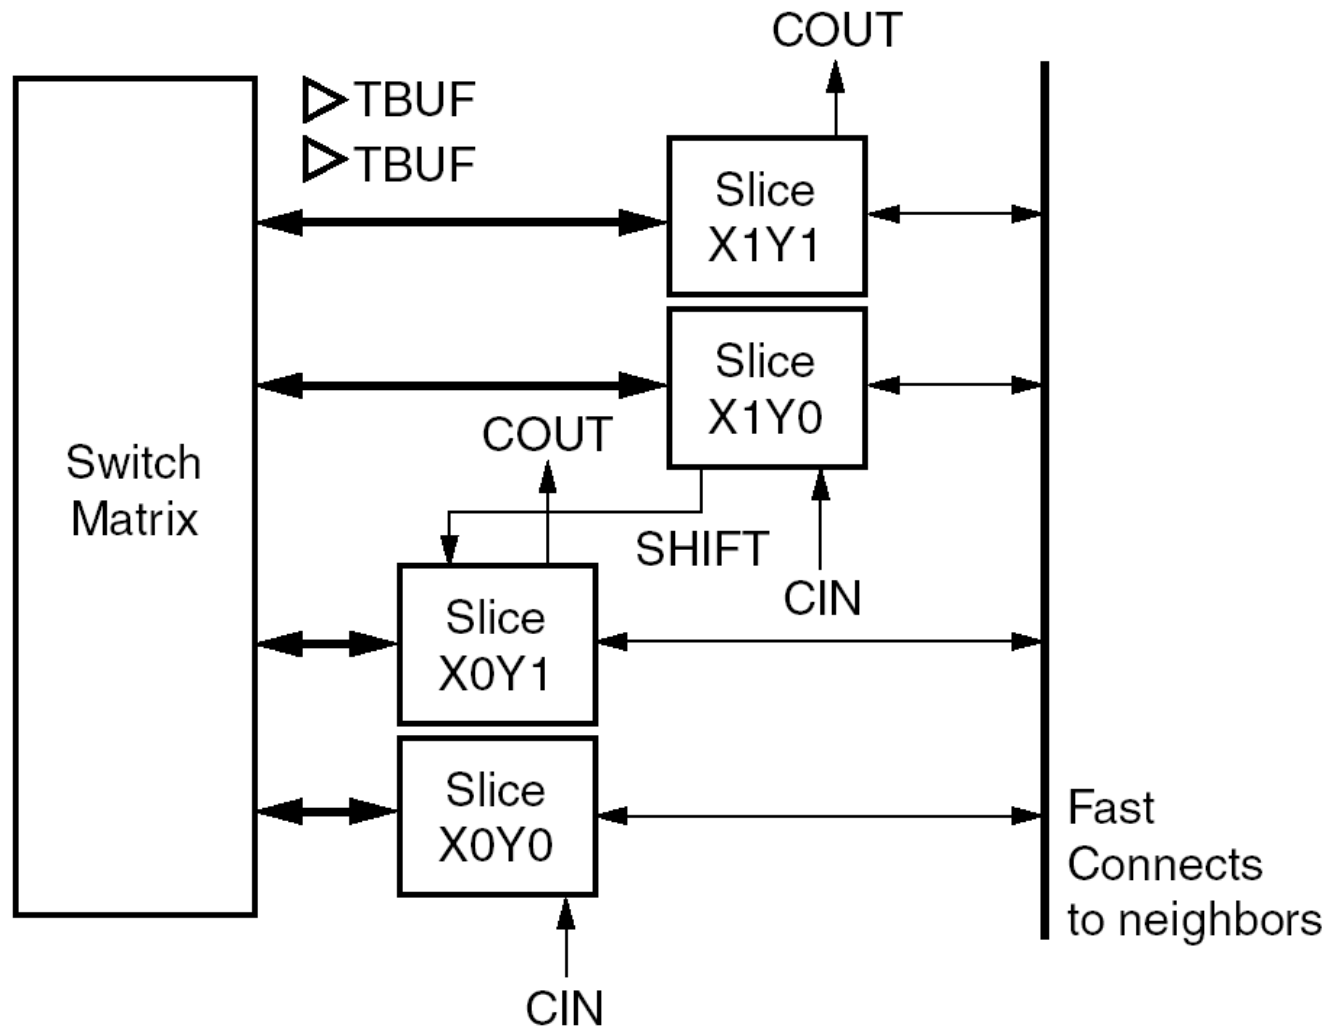 COUT
TBUF
TBUF
Slice
X1Y1
Slice
X1Y0
COUT
Switch
Matrix
SHIFT
CIN
Slice
X0Y1
Slice
X0Y0
Fast
Connects
to neighbors
CIN